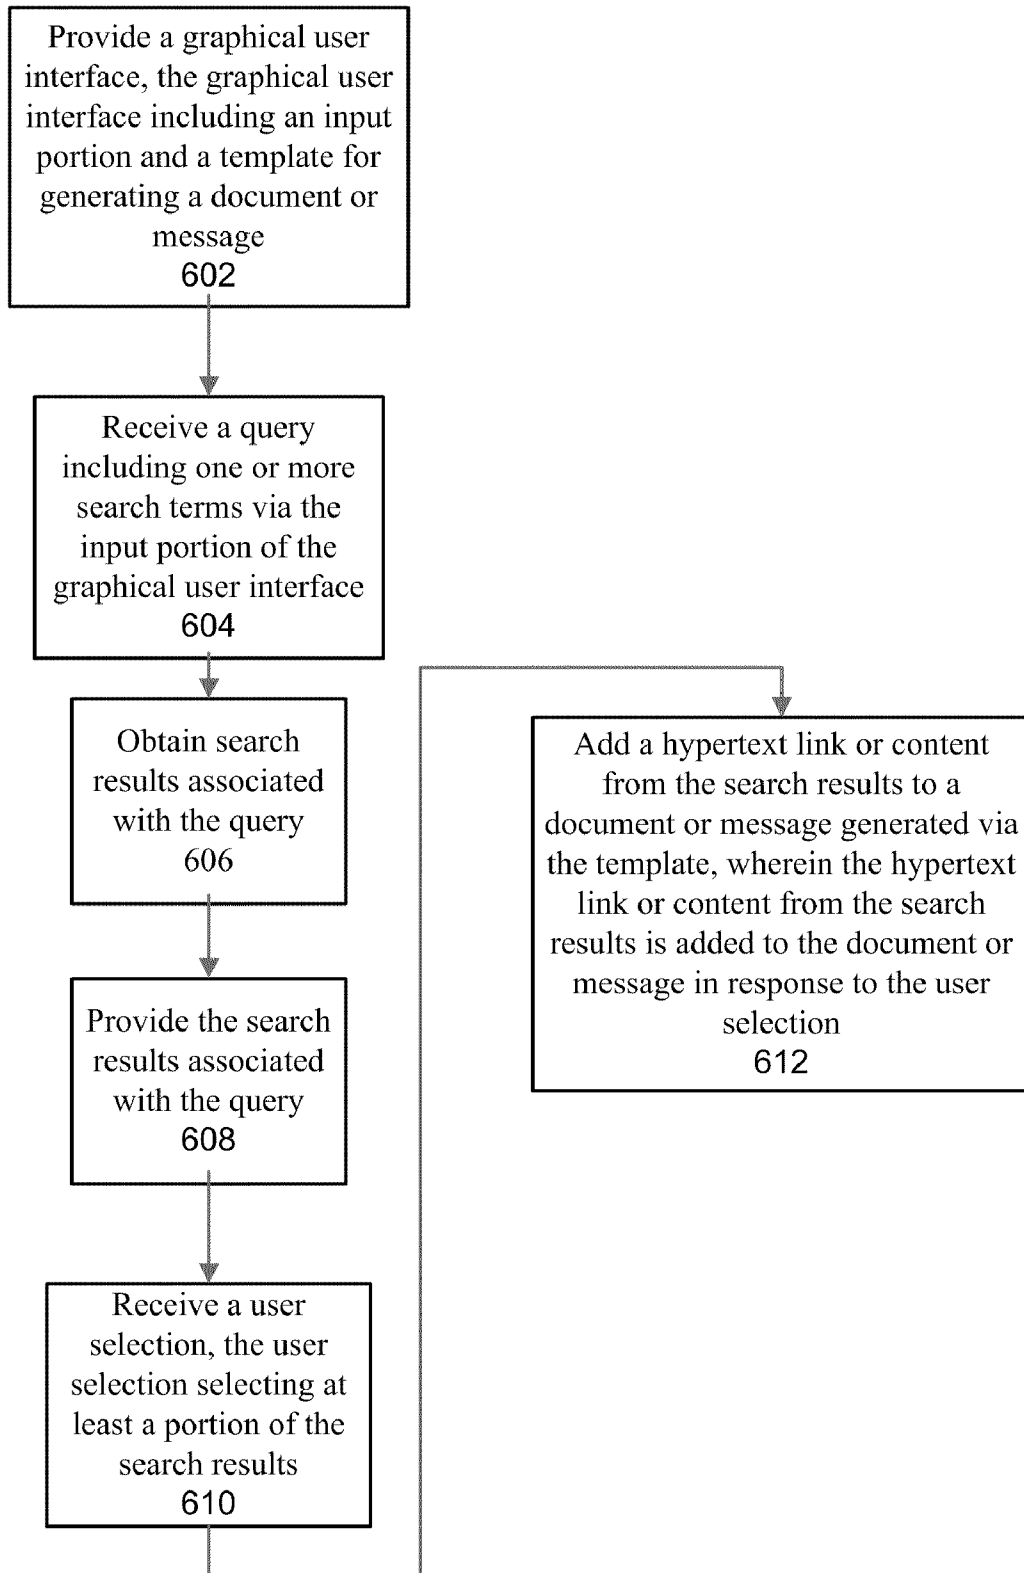 Provide a graphical user
interface, the graphical user
interface including an input
portion and a template for
generating a document or
message
602
Receive a query
including one or more
search terms via the
input portion of the
graphical user interface
604
Obtain search
results associated
with the query
606
Provide the search
results associated
with the query
608
Receive a user
selection, the user
selection selecting at
least a portion of the
search results
610
Add a hypertext link or content
from the search results to a
document or message generated via
the template, wherein the hypertext
link or content from the search
results is added to the document or
message in response to the user
selection
612